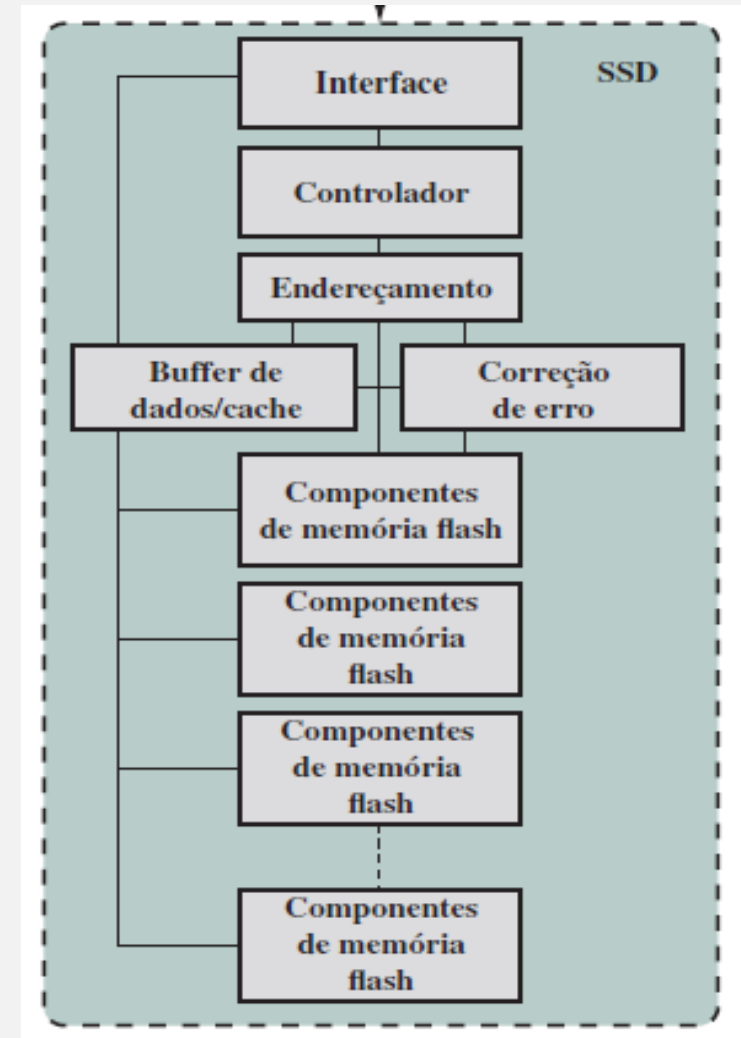 SSD
Interface
Controlador
Endereçamento
Buffer de
dados/cache
Correção
de erro
Componentes
de memória flash
Componentes
de memória
flash
Componentes
de memória
flash
Componentes
de memória
flash